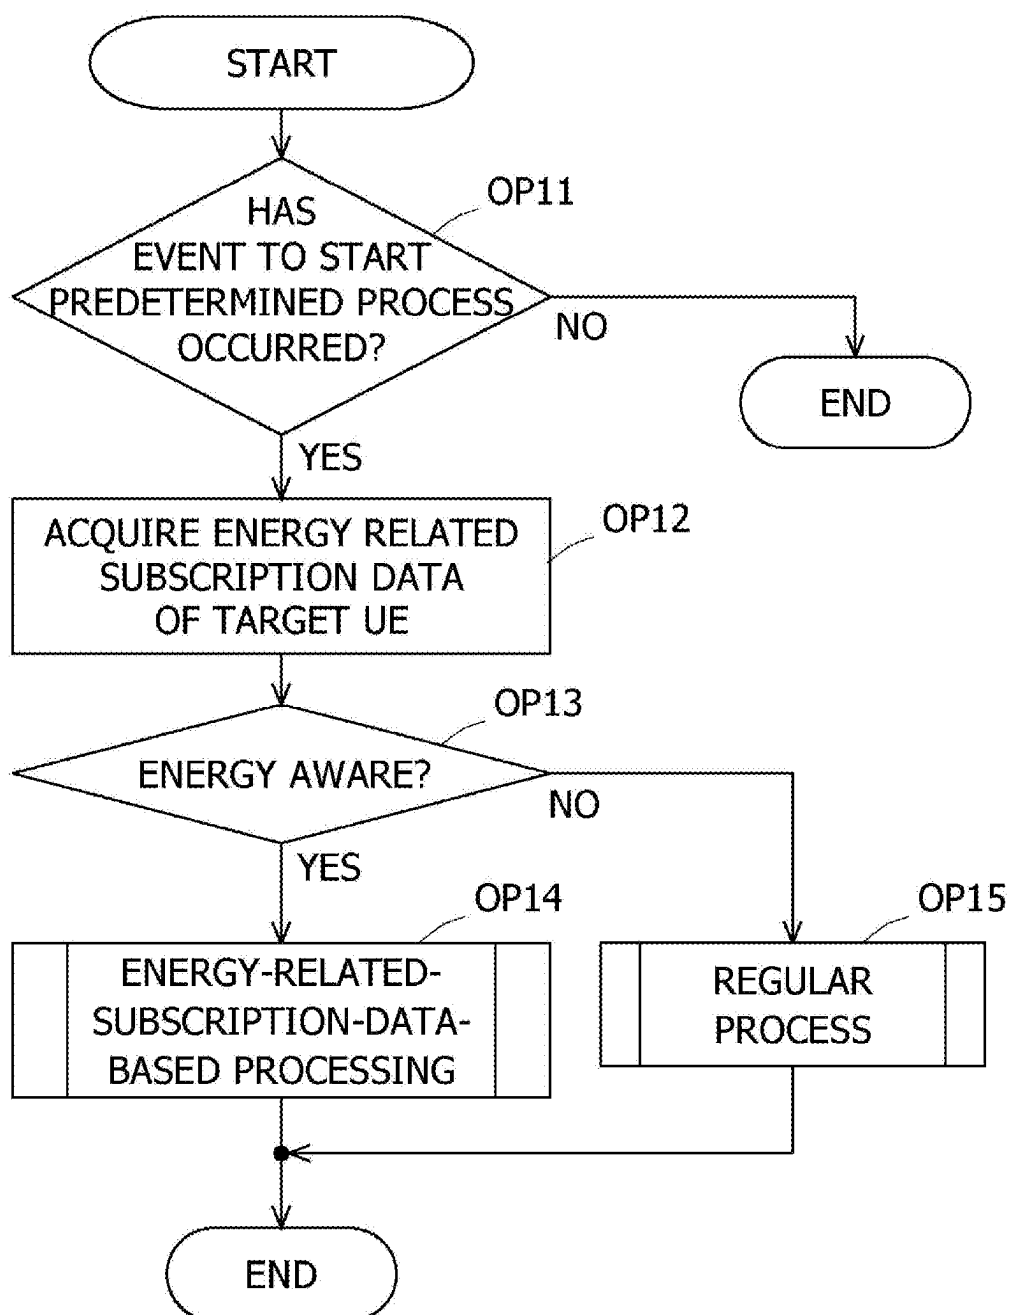 START
OP11
HAS
EVENT TO START
PREDETERMINED PROCESS
OCCURRED?
NO
END
YES
OP12
ACQUIRE ENERGY RELATED
SUBSCRIPTION DATA
OF TARGET UE
OP13
ENERGY AWARE?
NO
YES
OP14
ENERGY-RELATED-
SUBSCRIPTION-DATA-
BASED PROCESSING
OP15
REGULAR
PROCESS
END